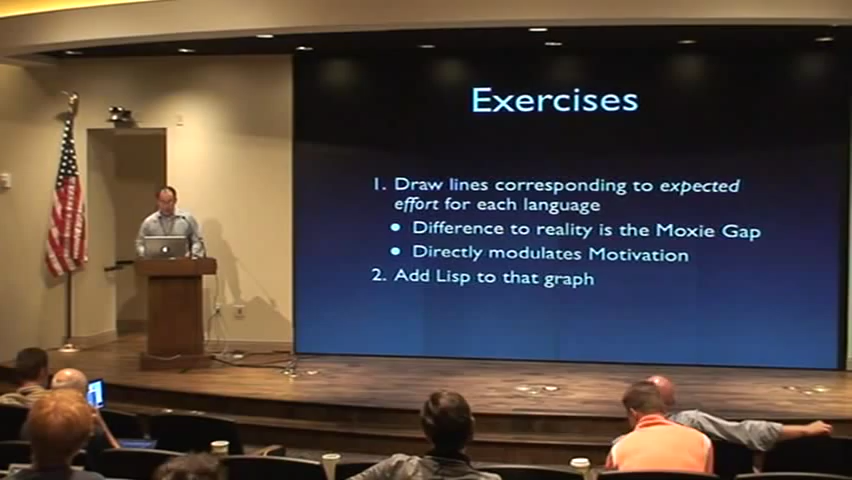 Exercises
1. Draw lines corresponding to expected
effort for each language
• Difference to reality is the Moxie Gap
• Directly modulates Motivation
2. Add Lisp to that graph